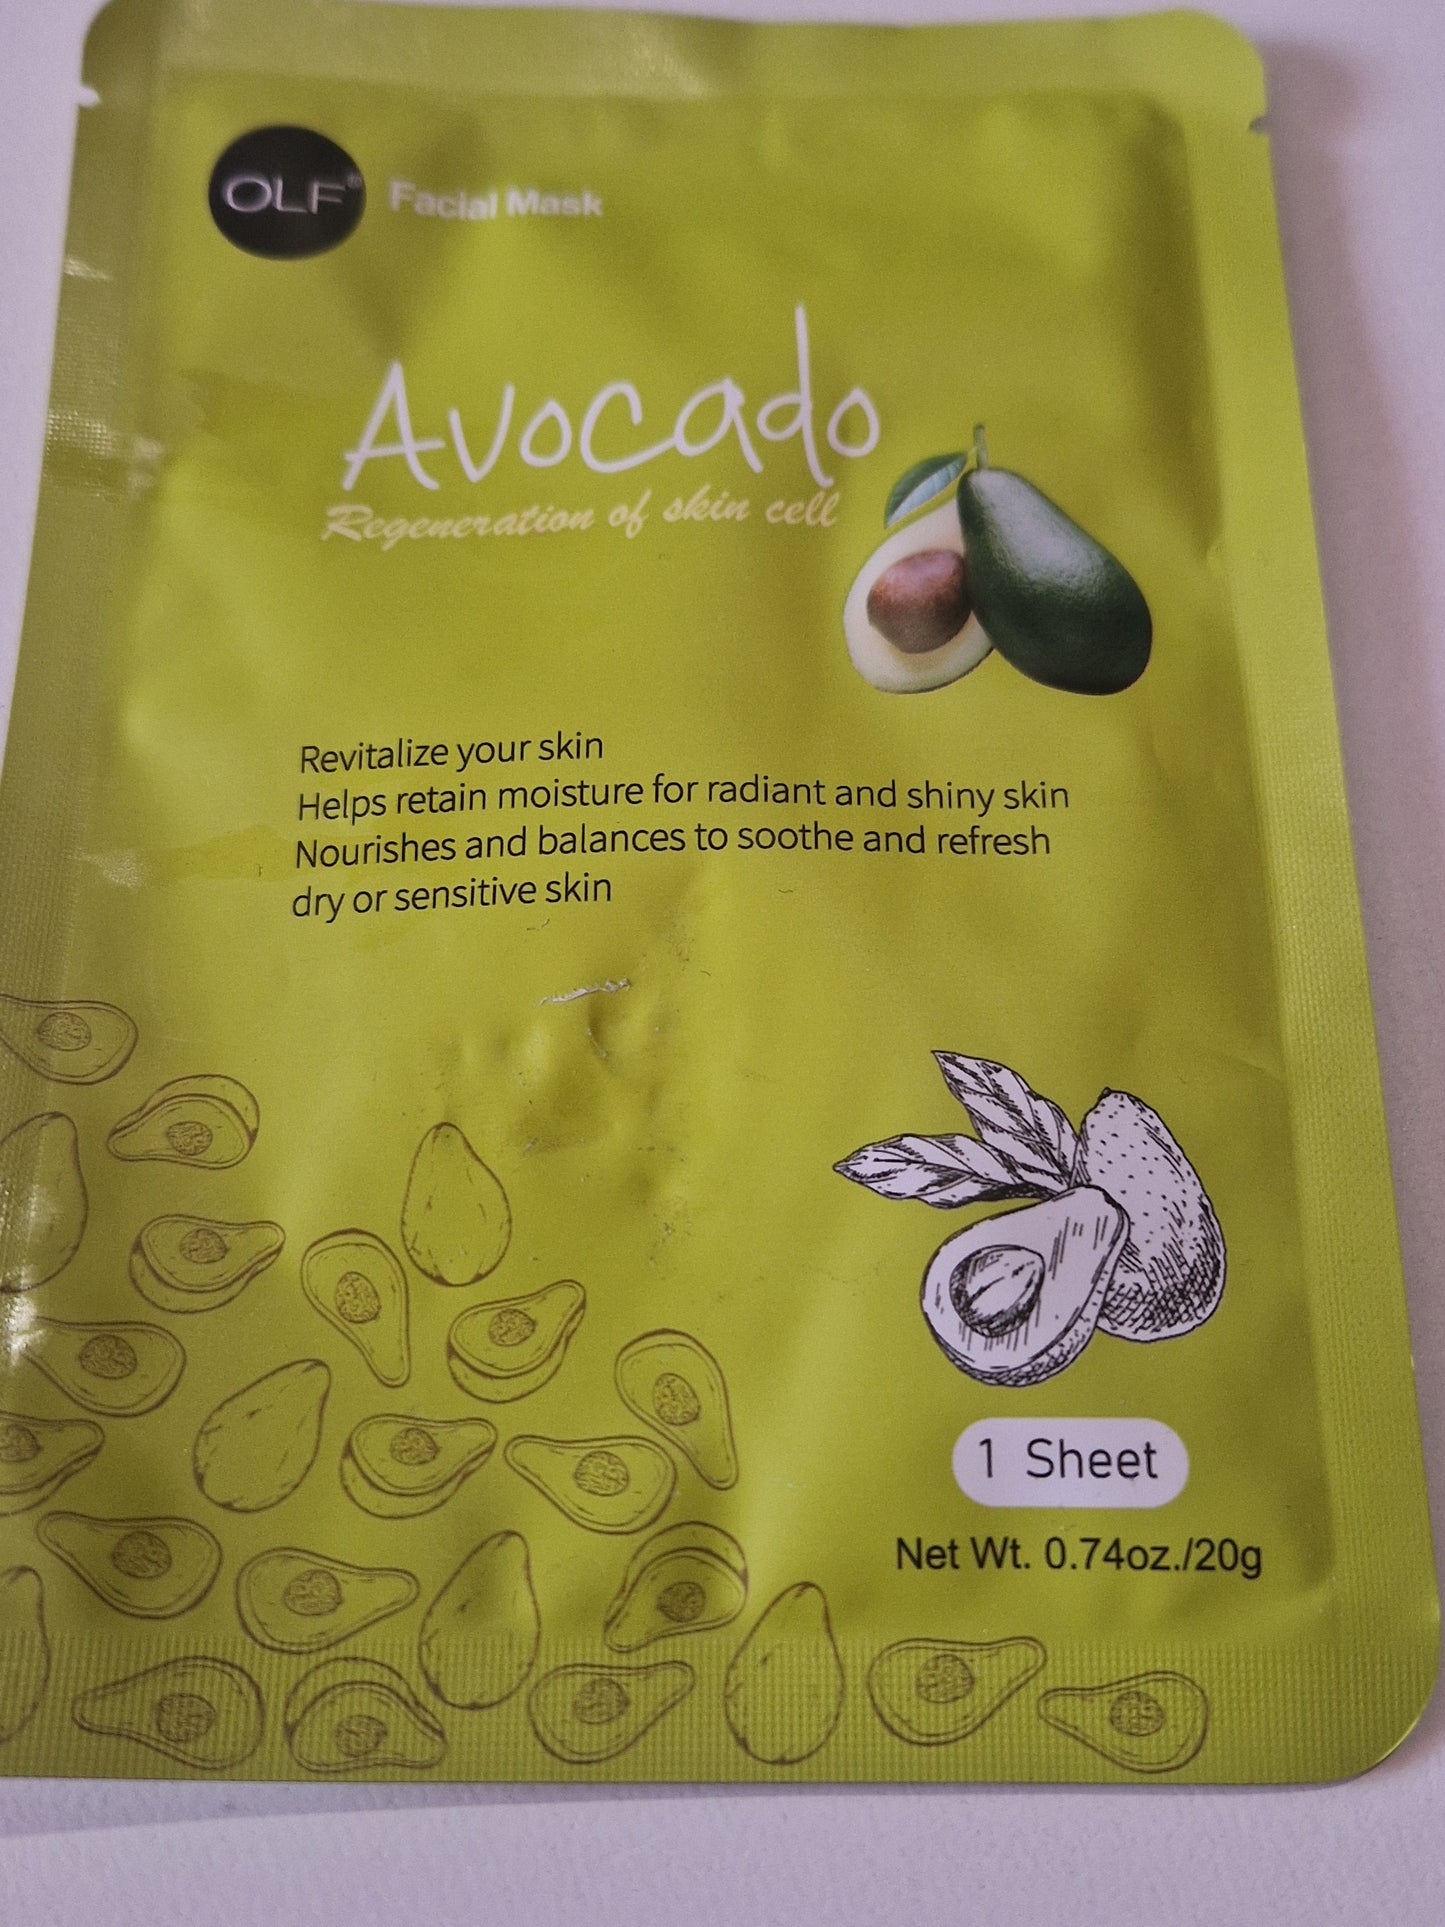 OLF® Facial Mask
Avocado
Regeneration of skin cell
Revitalize your skin
Helps retain moisture for radiant and shiny skin
Nourishes and balances to soothe and refresh
dry or sensitive skin
1 Sheet
Net Wt. 0.74oz./20g